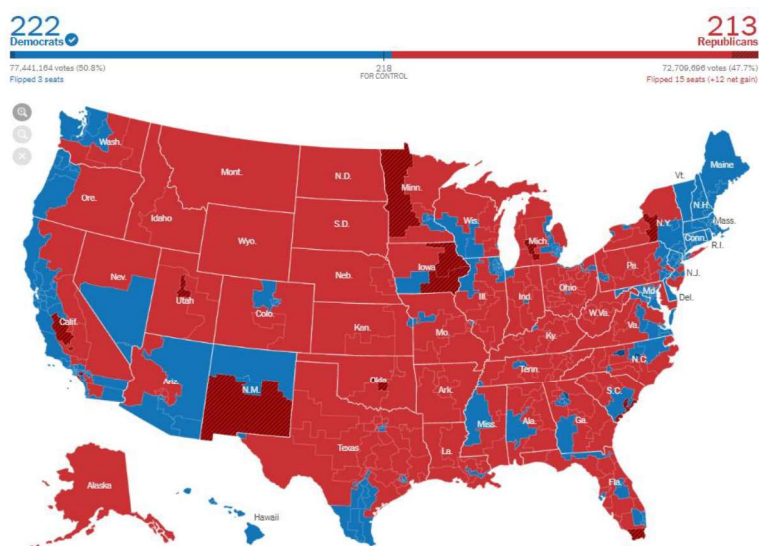 222
213
Democrats
Republicans
77,441,164 votes (50.8%)
218
72,709,696 votes (47.7%)
Flipped 3 seats
FOR CONTROL
Flipped 15 seats (+12 net gain)
Wash.
Mont.
N.D.
Minn.
Maine
Vt.
N.H.
Ore.
Idaho
S.D.
Wis.
N.Y.
Mass.
Wyo.
Mich.
Conn.
R.I.
Nev.
Neb.
Iowa
Pa.
N.J.
Utah
Colo.
Ill.
Ind.
Ohio
Md.
Del.
Calif.
Kan.
Mo.
W.Va.
Va.
Ky.
N.C.
Ariz.
N.M.
Okla.
Ark.
Tenn.
S.C.
Miss.
Ala.
Ga.
Texas
La.
Alaska
Fla.
Hawaii